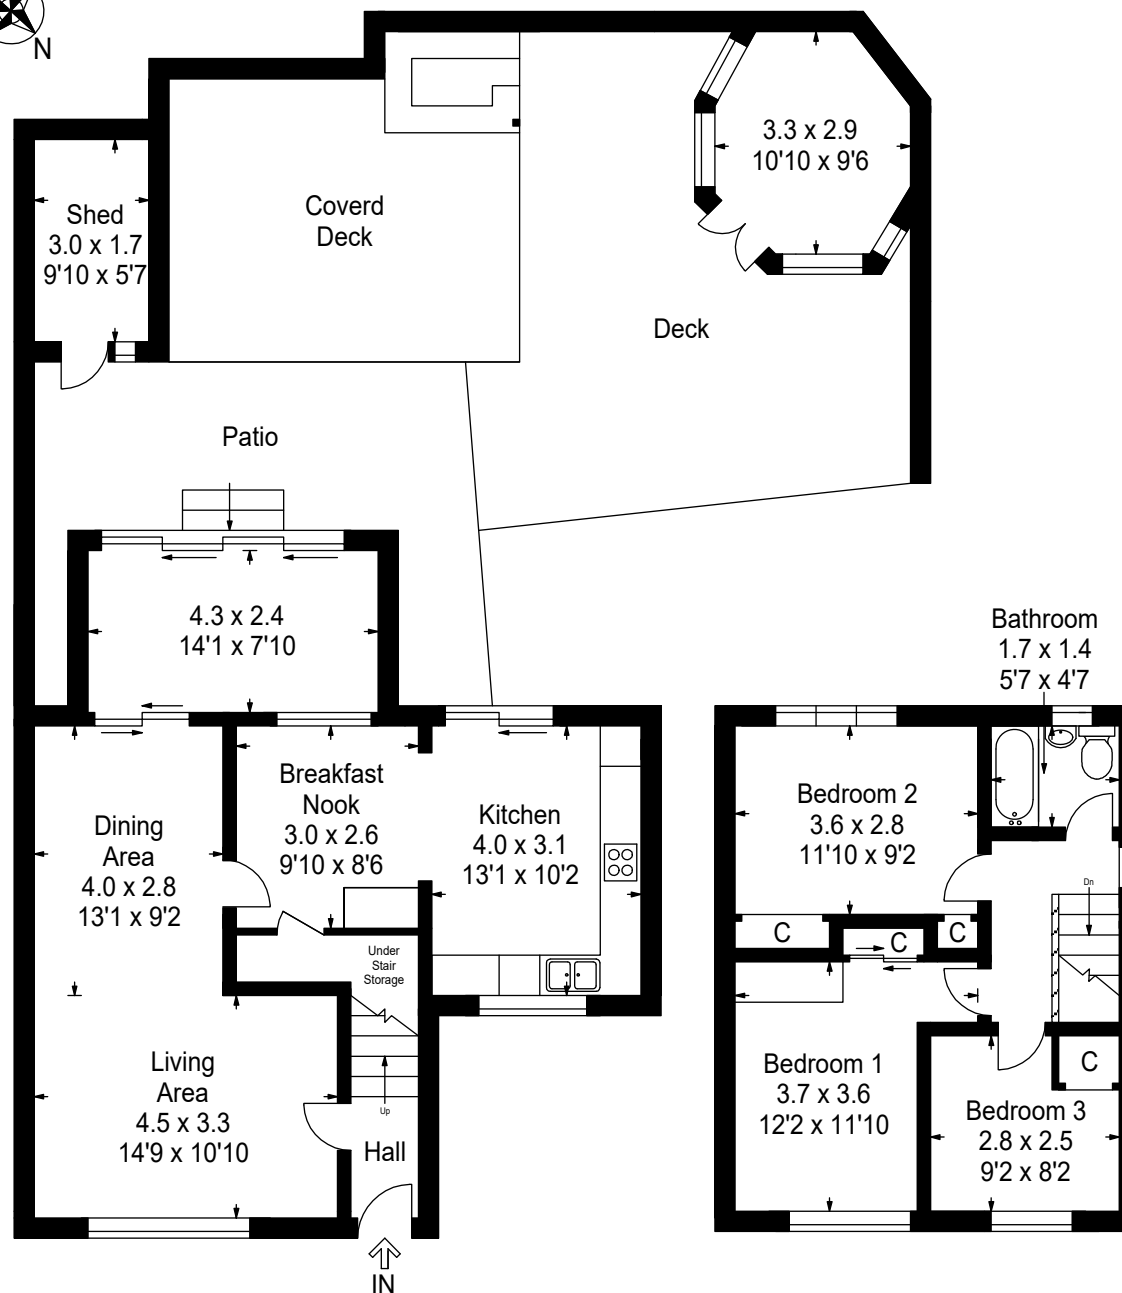 N
3.3 x 2.9
10'10 x 9'6
Shed
3.0 x 1.7
9'10 x 5'7
Coverd
Deck
Deck
Patio
4.3 x 2.4
14'1 x 7'10
Bathroom
1.7 x 1.4
5'7 x 4'7
Breakfast
Nook
3.0 x 2.6
9'10 x 8'6
Dining
Area
4.0 x 2.8
13'1 x 9'2
Kitchen
4.0 x 3.1
13'1 x 10'2
Bedroom 2
3.6 x 2.8
11'10 x 9'2
Dn
C
C
C
Under
Stair
Storage
Living
Area
4.5 x 3.3
14'9 x 10'10
Up
Hall
IN
Bedroom 1
3.7 x 3.6
12'2 x 11'10
C
Bedroom 3
2.8 x 2.5
9'2 x 8'2